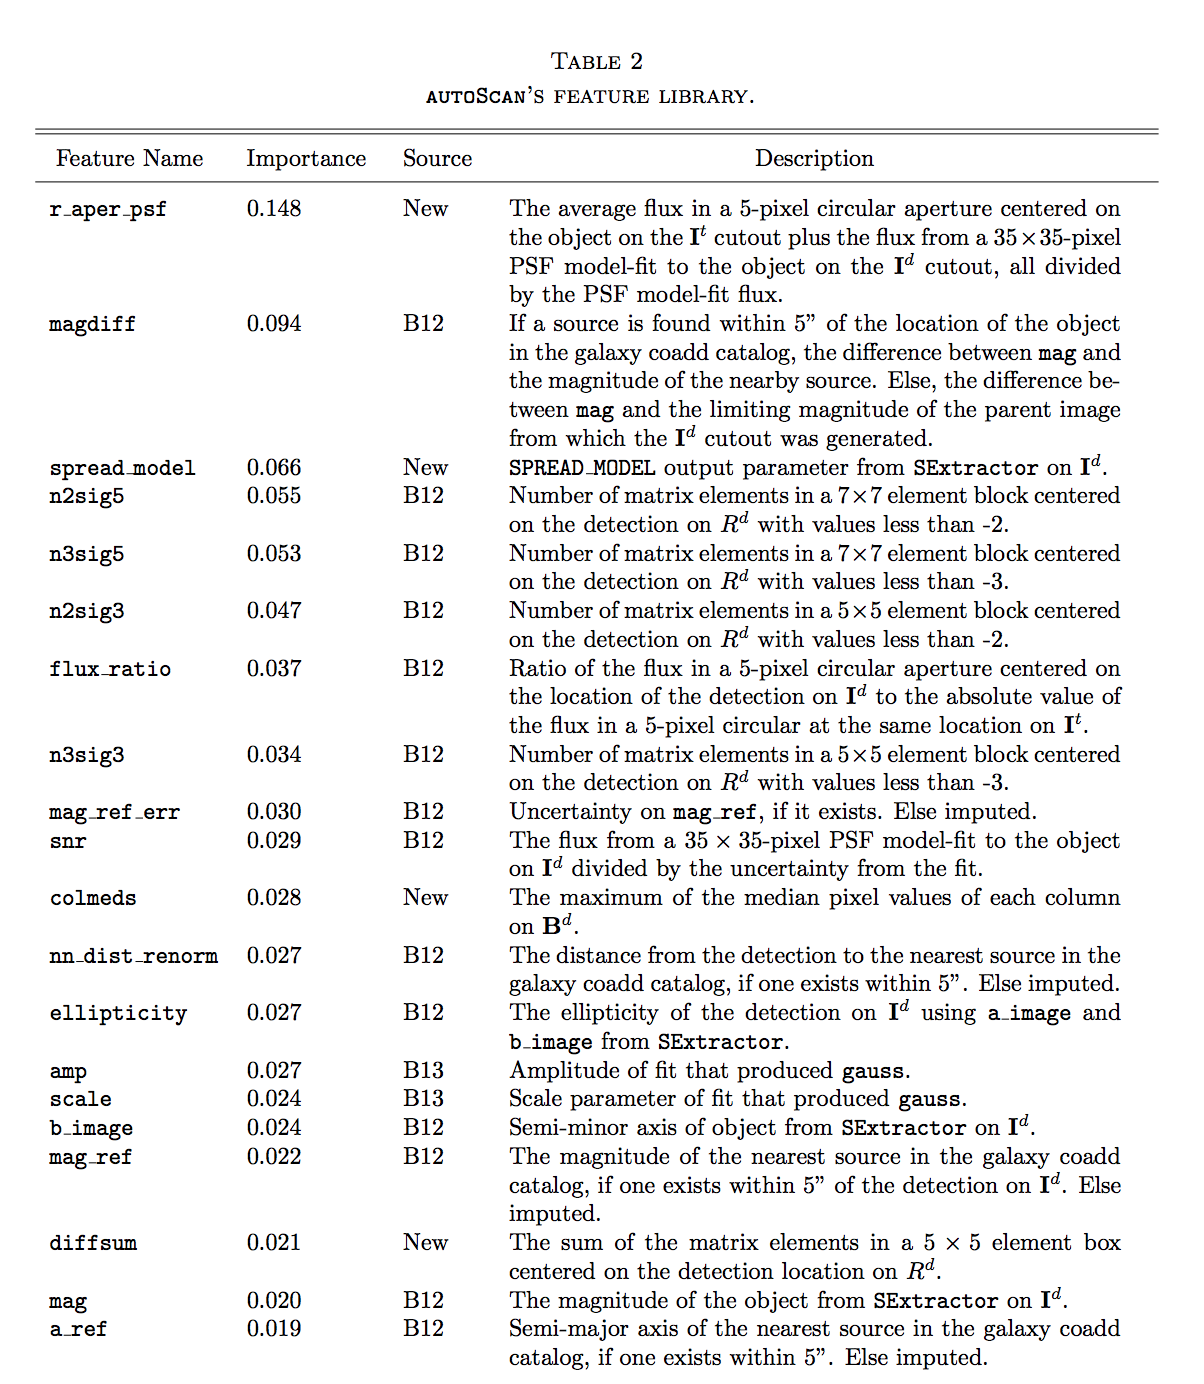 TABLE 2
AUTOSCAN'S FEATURE LIBRARY.
Feature Name Importance Source Description
r_aper_psf 0.148 New The average flux in a 5-pixel circular aperture centered on
the object on the I^t cutout plus the flux from a 35×35-pixel
PSF model-fit to the object on the I^d cutout, all divided
by the PSF model-fit flux.
magdiff 0.094 B12 If a source is found within 5” of the location of the object
in the galaxy coadd catalog, the difference between mag and
the magnitude of the nearby source. Else, the difference be-
tween mag and the limiting magnitude of the parent image
from which the I^d cutout was generated.
spread_model 0.066 New SPREAD_MODEL output parameter from SExtractor on I^d.
n2sig5 0.055 B12 Number of matrix elements in a 7×7 element block centered
on the detection on R^d with values less than -2.
n3sig5 0.053 B12 Number of matrix elements in a 7×7 element block centered
on the detection on R^d with values less than -3.
n2sig3 0.047 B12 Number of matrix elements in a 5×5 element block centered
on the detection on R^d with values less than -2.
flux_ratio 0.037 B12 Ratio of the flux in a 5-pixel circular aperture centered on
the location of the detection on I^d to the absolute value of
the flux in a 5-pixel circular at the same location on I^t.
n3sig3 0.034 B12 Number of matrix elements in a 5×5 element block centered
on the detection on R^d with values less than -3.
mag_ref_err 0.030 B12 Uncertainty on mag_ref, if it exists. Else imputed.
snr 0.029 B12 The flux from a 35 × 35-pixel PSF model-fit to the object
on I^d divided by the uncertainty from the fit.
colmeds 0.028 New The maximum of the median pixel values of each column
on B^d.
nn_dist_renorm 0.027 B12 The distance from the detection to the nearest source in the
galaxy coadd catalog, if one exists within 5”. Else imputed.
ellipticity 0.027 B12 The ellipticity of the detection on I^d using a_image and
b_image from SExtractor.
amp 0.027 B13 Amplitude of fit that produced gauss.
scale 0.024 B13 Scale parameter of fit that produced gauss.
b_image 0.024 B12 Semi-minor axis of object from SExtractor on I^d.
mag_ref 0.022 B12 The magnitude of the nearest source in the galaxy coadd
catalog, if one exists within 5” of the detection on I^d. Else
imputed.
diffsum 0.021 New The sum of the matrix elements in a 5 × 5 element box
centered on the detection location on R^d.
mag 0.020 B12 The magnitude of the object from SExtractor on I^d.
a_ref 0.019 B12 Semi-major axis of the nearest source in the galaxy coadd
catalog, if one exists within 5”. Else imputed.